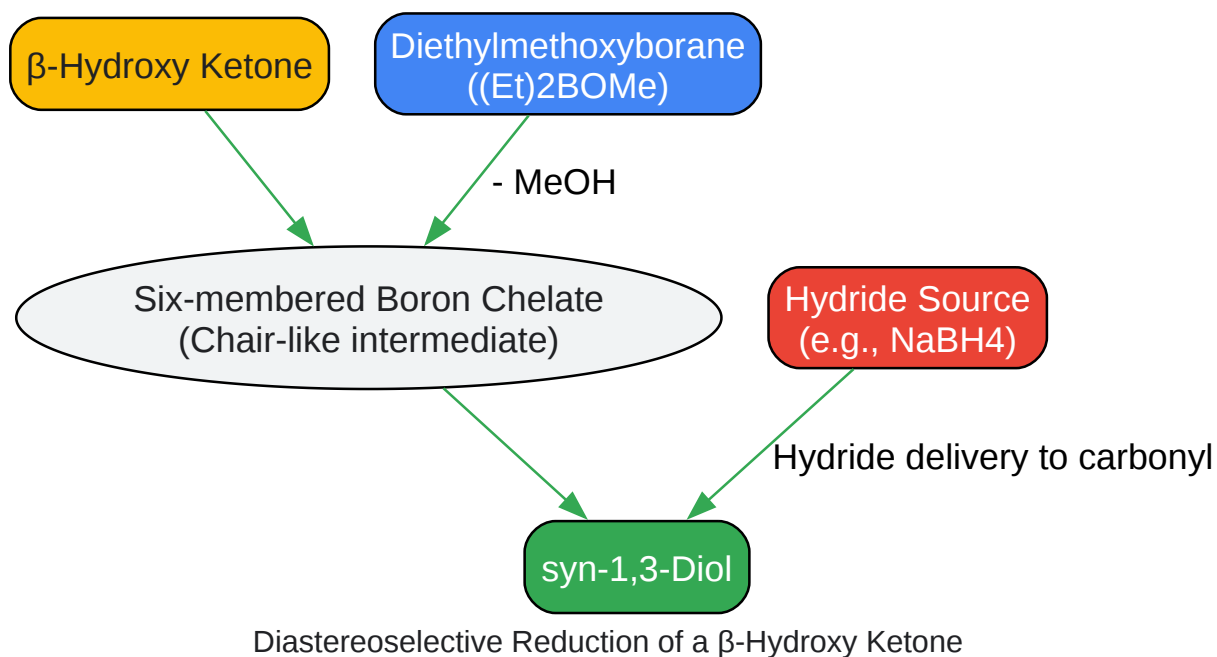 β-Hydroxy Ketone
Diethylmethoxyborane
((Et)2BOMe)
- MeOH
Six-membered Boron Chelate
(Chair-like intermediate)
Hydride Source
(e.g., NaBH4)
Hydride delivery to carbonyl
syn-1,3-Diol
Diastereoselective Reduction of a β-Hydroxy Ketone